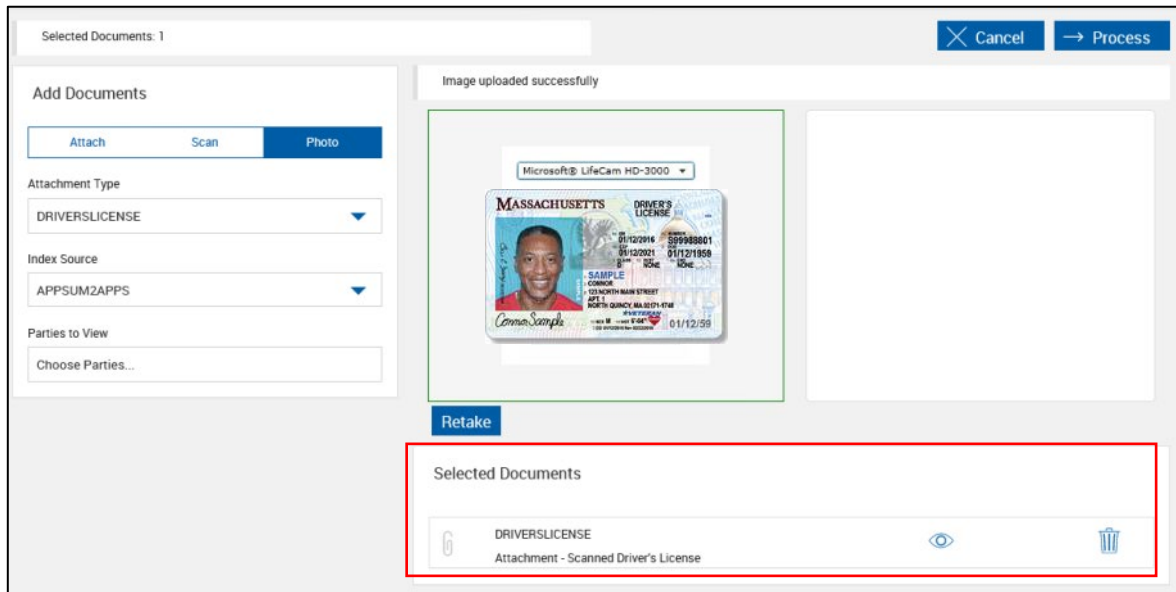 Selected Documents: 1
Cancel
Process
Add Documents
Attach
Scan
Photo
Attachment Type
DRIVERSLICENSE
Index Source
APPSUM2APPS
Parties to View
Choose Parties...
Image uploaded successfully
Microsoft® LifeCam HD-3000
MASSACHUSETTS
DRIVER'S
LICENSE
01/12/2016 S99988801
01/12/2021 01/12/1959
D NONE NONE
SAMPLE
CONNOR
123 NORTH MAIN STREET
APT. 1
NORTH QUINCY, MA 02171-1748
VETERAN
Connor Sample
01/12/59
Retake
Selected Documents
DRIVERSLICENSE
Attachment - Scanned Driver's License